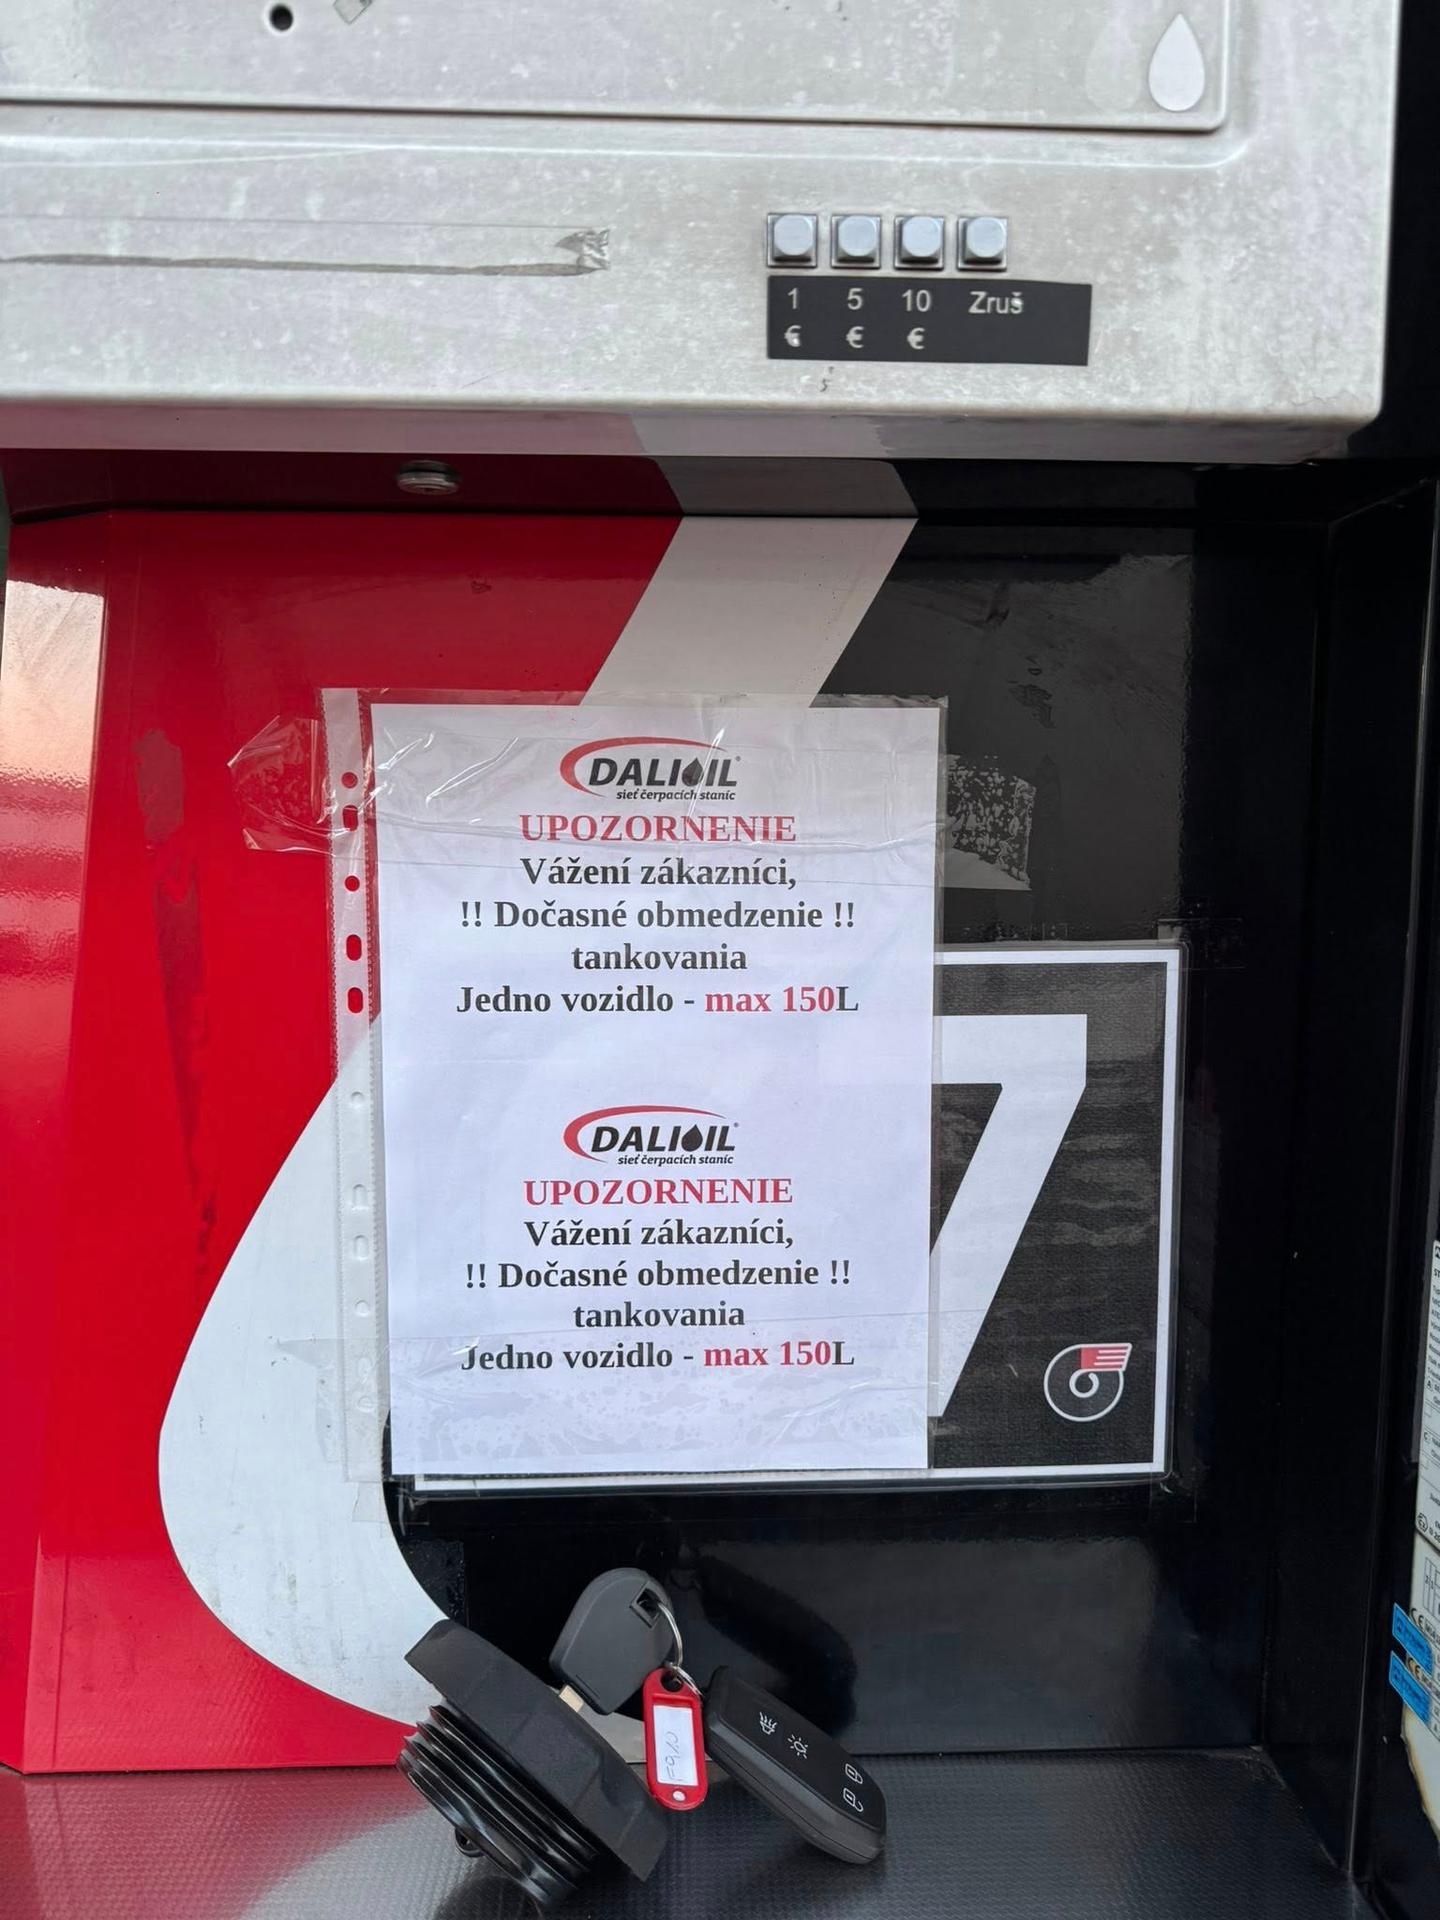 1 5 10 Zruš
€ € €
5
DALIOIL
sieť čerpacích staníc
UPOZORNENIE
Vážení zákazníci,
!! Dočasné obmedzenie !!
tankovania
Jedno vozidlo - max 150L
7
DALIOIL
sieť čerpacích staníc
UPOZORNENIE
Vážení zákazníci,
!! Dočasné obmedzenie !!
tankovania
Jedno vozidlo - max 150L